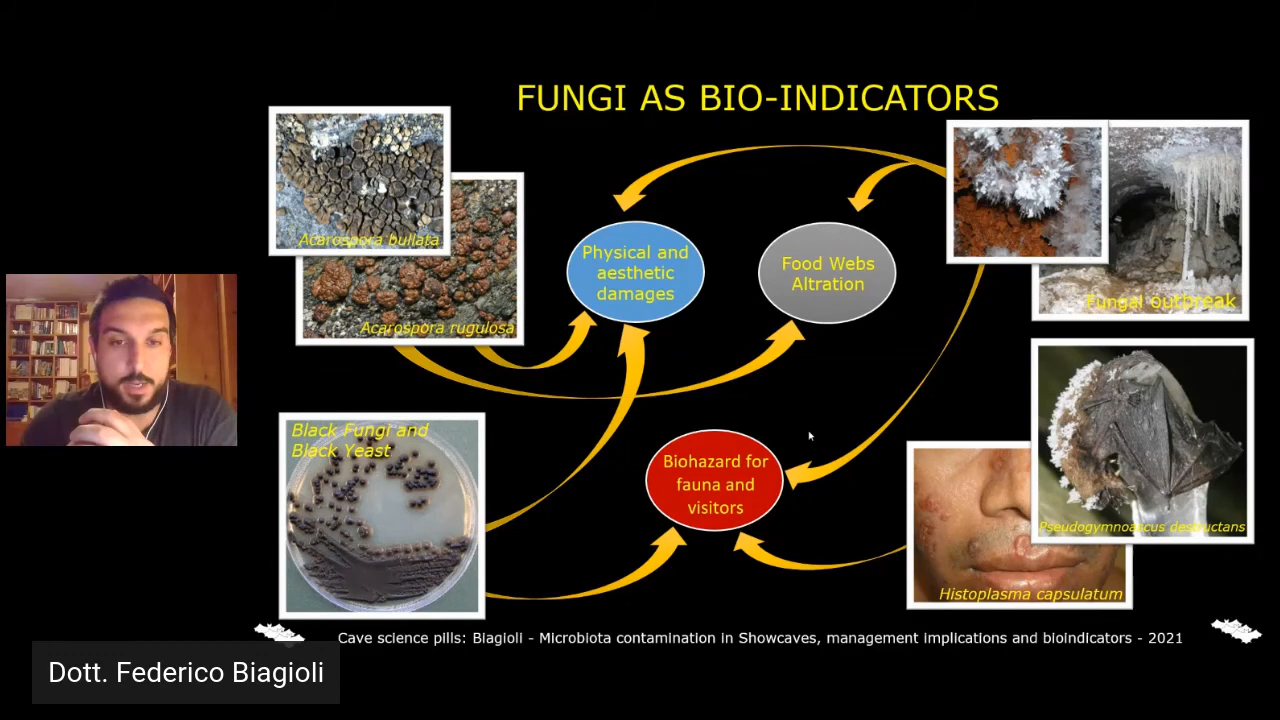 FUNGI AS BIO-INDICATORS
Acarospora bullata
Acarospora rugulosa
Physical and
aesthetic
damages
Food Webs
Altration
Fungal outbreak
Black Fungi and
Black Yeast
Biohazard for
fauna and
visitors
Pseudogymnoascus destructans
Histoplasma capsulatum
Cave science pills: Biagioli - Microbiota contamination in Showcaves, management implications and bioindicators - 2021
Dott. Federico Biagioli